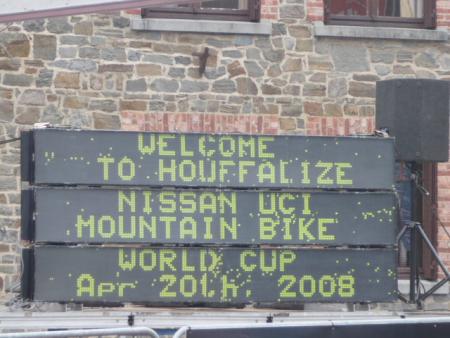 WELCOME
TO HOUFFALIZE
NISSAN UCI
MOUNTAIN BIKE
WORLD CUP
Apr 20th, 2008